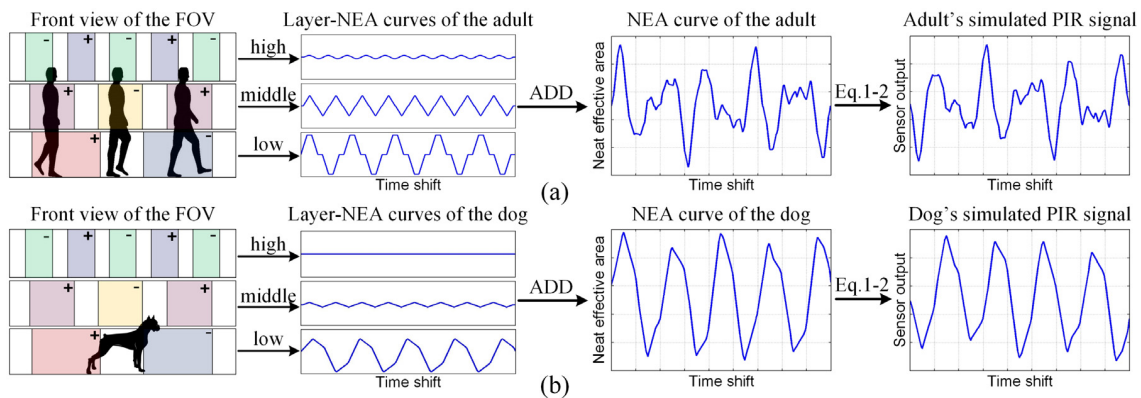 Front view of the FOV
Layer-NEA curves of the adult
NEA curve of the adult
Adult's simulated PIR signal
- + - + -
+ - +
+ -
high
middle
low
Time shift
ADD
Neat effective area
Time shift
Eq.1-2
Sensor output
Time shift
(a)
Front view of the FOV
Layer-NEA curves of the dog
NEA curve of the dog
Dog's simulated PIR signal
- + - + -
+ - +
+ -
high
middle
low
Time shift
ADD
Neat effective area
Time shift
Eq.1-2
Sensor output
Time shift
(b)